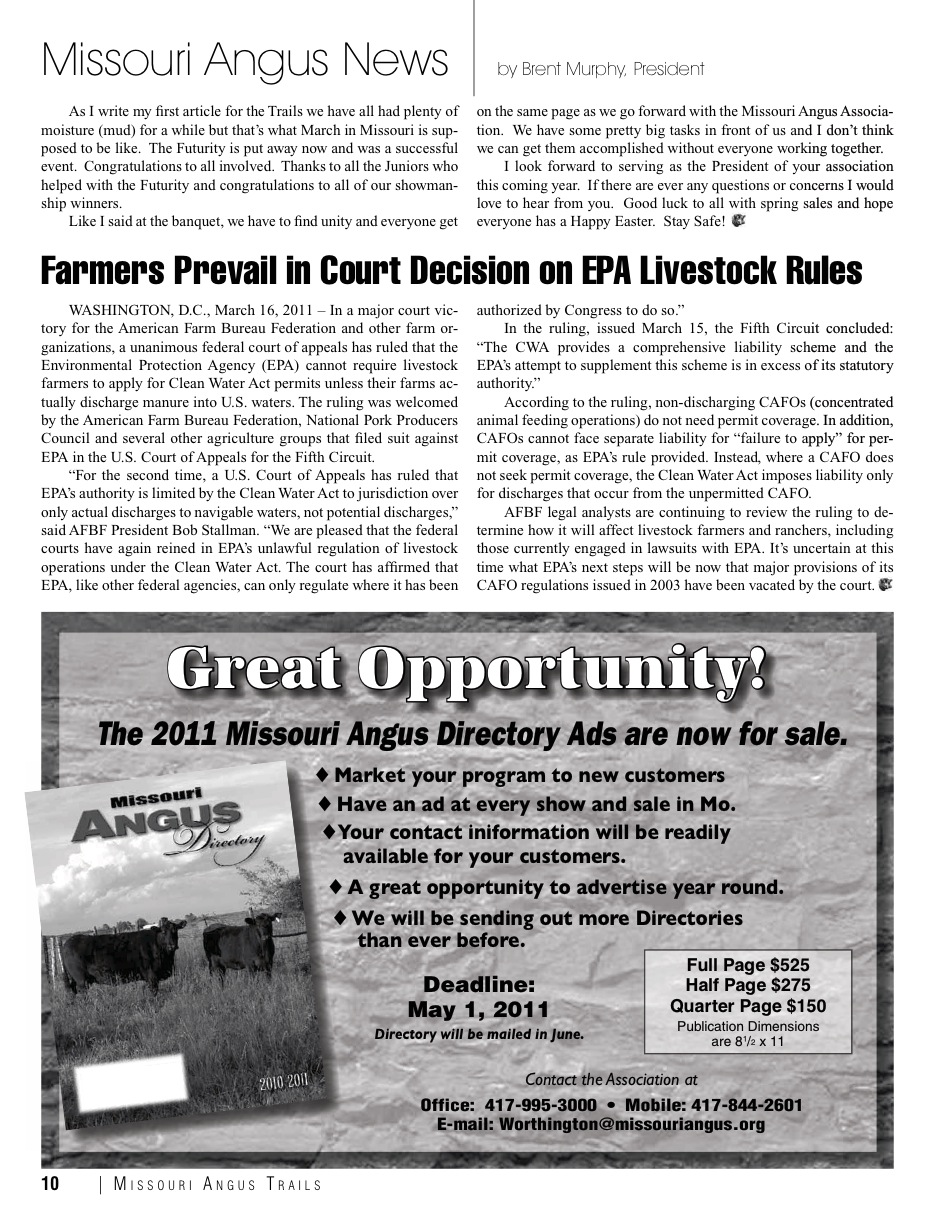 Missouri Angus News
by Brent Murphy, President
As I write my first article for the Trails we have all had plenty of
moisture (mud) for a while but that’s what March in Missouri is sup-
posed to be like.  The Futurity is put away now and was a successful
event.  Congratulations to all involved.  Thanks to all the Juniors who
helped with the Futurity and congratulations to all of our showman-
ship winners.
Like I said at the banquet, we have to find unity and everyone get
on the same page as we go forward with the Missouri Angus Associa-
tion.  We have some pretty big tasks in front of us and I don’t think
we can get them accomplished without everyone working together.
I look forward to serving as the President of your association
this coming year.  If there are ever any questions or concerns I would
love to hear from you.  Good luck to all with spring sales and hope
everyone has a Happy Easter.  Stay Safe!
Farmers Prevail in Court Decision on EPA Livestock Rules
WASHINGTON, D.C., March 16, 2011 – In a major court vic-
tory for the American Farm Bureau Federation and other farm or-
ganizations, a unanimous federal court of appeals has ruled that the
Environmental Protection Agency (EPA) cannot require livestock
farmers to apply for Clean Water Act permits unless their farms ac-
tually discharge manure into U.S. waters. The ruling was welcomed
by the American Farm Bureau Federation, National Pork Producers
Council and several other agriculture groups that filed suit against
EPA in the U.S. Court of Appeals for the Fifth Circuit.
“For the second time, a U.S. Court of Appeals has ruled that
EPA’s authority is limited by the Clean Water Act to jurisdiction over
only actual discharges to navigable waters, not potential discharges,”
said AFBF President Bob Stallman. “We are pleased that the federal
courts have again reined in EPA’s unlawful regulation of livestock
operations under the Clean Water Act. The court has affirmed that
EPA, like other federal agencies, can only regulate where it has been
authorized by Congress to do so.”
In the ruling, issued March 15, the Fifth Circuit concluded:
“The CWA provides a comprehensive liability scheme and the
EPA’s attempt to supplement this scheme is in excess of its statutory
authority.”
According to the ruling, non-discharging CAFOs (concentrated
animal feeding operations) do not need permit coverage. In addition,
CAFOs cannot face separate liability for “failure to apply” for per-
mit coverage, as EPA’s rule provided. Instead, where a CAFO does
not seek permit coverage, the Clean Water Act imposes liability only
for discharges that occur from the unpermitted CAFO.
AFBF legal analysts are continuing to review the ruling to de-
termine how it will affect livestock farmers and ranchers, including
those currently engaged in lawsuits with EPA. It’s uncertain at this
time what EPA’s next steps will be now that major provisions of its
CAFO regulations issued in 2003 have been vacated by the court.
Great Opportunity!
The 2011 Missouri Angus Directory Ads are now for sale.
Missouri
ANGUS
Directory
2010-2011
♦ Market your program to new customers
♦ Have an ad at every show and sale in Mo.
♦Your contact iniformation will be readily
available for your customers.
♦ A great opportunity to advertise year round.
♦ We will be sending out more Directories
than ever before.
Deadline:
May 1, 2011
Directory will be mailed in June.
Full Page $525
Half Page $275
Quarter Page $150
Publication Dimensions
are 8 1/2 x 11
Contact the Association at
Office:  417-995-3000  •  Mobile: 417-844-2601
E-mail: Worthington@missouriangus.org
10 | MISSOURI ANGUS TRAILS